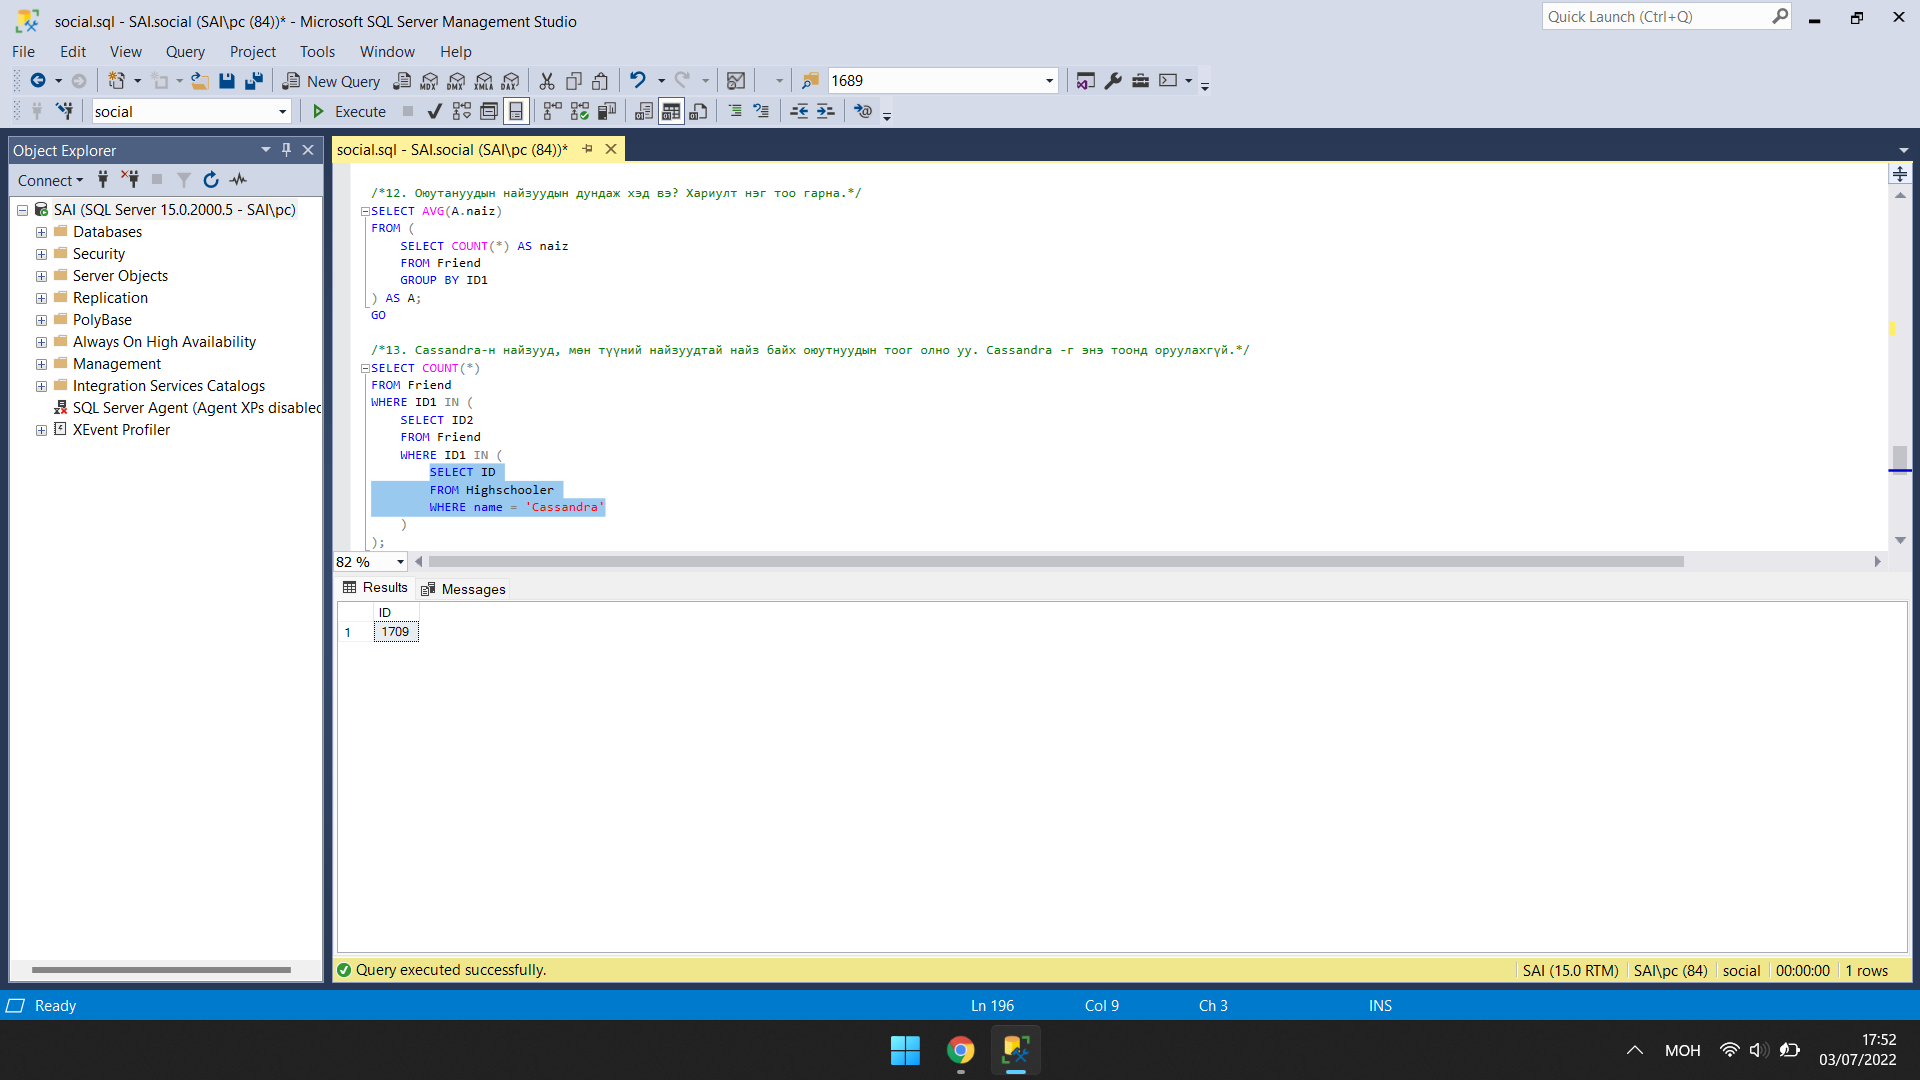 social.sql - SAI.social (SAI\pc (84))* - Microsoft SQL Server Management Studio
Quick Launch (Ctrl+Q)
File Edit View Query Project Tools Window Help
New Query MDX DMX XMLA DAX 1689
social Execute
Object Explorer
social.sql - SAI.social (SAI\pc (84))*
Connect
SAI (SQL Server 15.0.2000.5 - SAI\pc)
Databases
Security
Server Objects
Replication
PolyBase
Always On High Availability
Management
Integration Services Catalogs
SQL Server Agent (Agent XPs disabled
XEvent Profiler
/*12. Оюутануудын найзуудын дундаж хэд вэ? Хариулт нэг тоо гарна.*/
SELECT AVG(A.naiz)
FROM (
SELECT COUNT(*) AS naiz
FROM Friend
GROUP BY ID1
) AS A;
GO
/*13. Cassandra-н найзууд, мөн түүний найзуудтай найз байх оюутнуудын тоог олно уу. Cassandra -г энэ тоонд оруулахгүй.*/
SELECT COUNT(*)
FROM Friend
WHERE ID1 IN (
SELECT ID2
FROM Friend
WHERE ID1 IN (
SELECT ID
FROM Highschooler
WHERE name = 'Cassandra'
)
);
82 %
Results Messages
ID
1 1709
Query executed successfully.
SAI (15.0 RTM) SAI\pc (84) social 00:00:00 1 rows
Ready Ln 196 Col 9 Ch 3 INS
МОН
17:52
03/07/2022